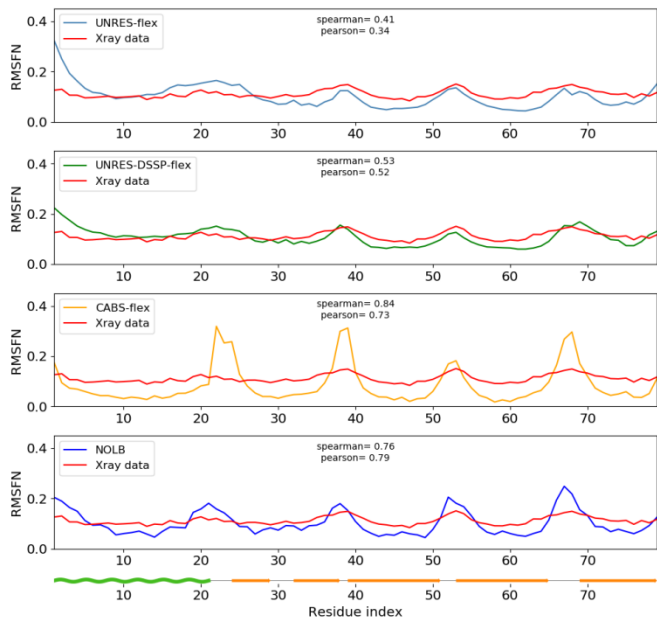 UNRES-flex
Xray data
spearman= 0.41
pearson= 0.34
RMSFN
0.4
0.2
0.0
10 20 30 40 50 60 70
UNRES-DSSP-flex
Xray data
spearman= 0.53
pearson= 0.52
RMSFN
0.4
0.2
0.0
10 20 30 40 50 60 70
CABS-flex
Xray data
spearman= 0.84
pearson= 0.73
RMSFN
0.4
0.2
0.0
10 20 30 40 50 60 70
NOLB
Xray data
spearman= 0.76
pearson= 0.79
RMSFN
0.4
0.2
0.0
10 20 30 40 50 60 70
10 20 30 40 50 60 70
Residue index